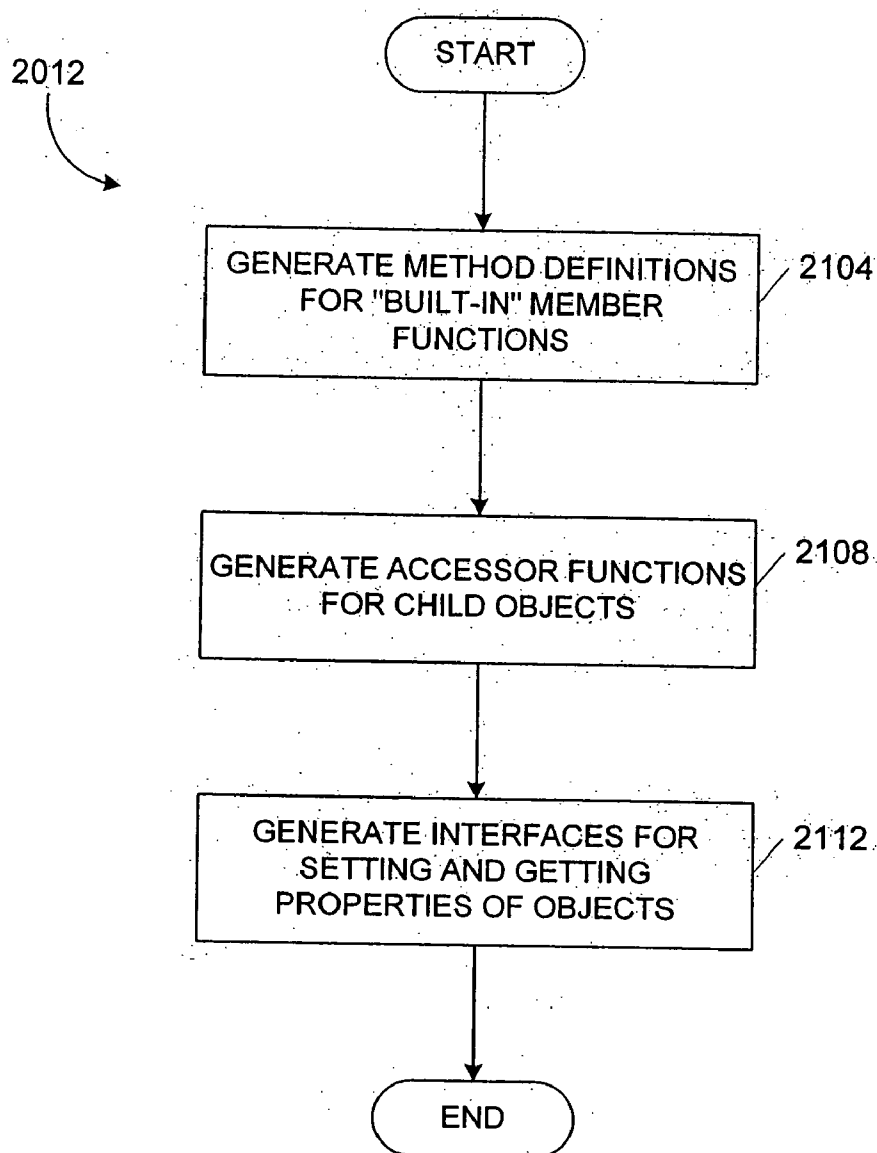 START
2012
GENERATE METHOD DEFINITIONS
FOR "BUILT-IN" MEMBER
FUNCTIONS
2104
GENERATE ACCESSOR FUNCTIONS
FOR CHILD OBJECTS
2108
GENERATE INTERFACES FOR
SETTING AND GETTING
PROPERTIES OF OBJECTS
2112
END